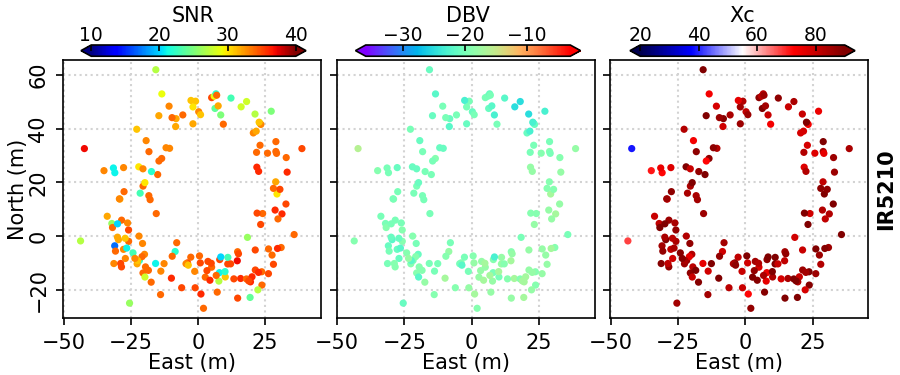 SNR DBV Xc
10 20 30 40 −30 −20 −10 20 40 60 80
60
40
20
0
−20
North (m)
IR5210
−50 −25 0 25 −50 −25 0 25 −50 −25 0 25
East (m) East (m) East (m)